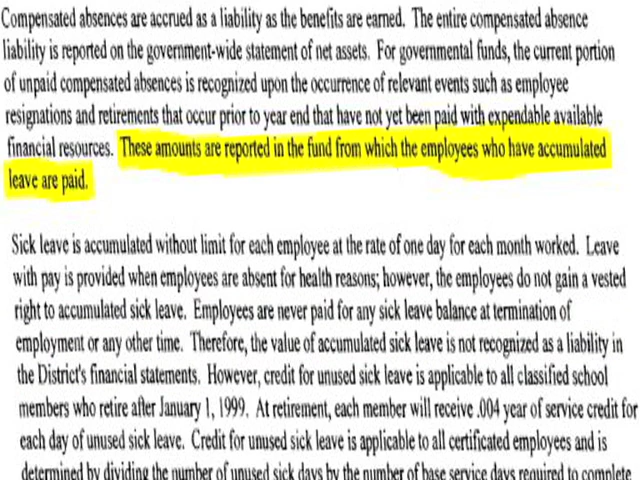 Compensated absences are accrued as a liability as the benefits are earned. The entire compensated absence
liability is reported on the government-wide statement of net assets. For governmental funds, the current portion
of unpaid compensated absences is recognized upon the occurrence of relevant events such as employee
resignations and retirements that occur prior to year end that have not yet been paid with expendable available
financial resources. These amounts are reported in the fund from which the employees who have accumulated
leave are paid.
Sick leave is accumulated without limit for each employee at the rate of one day for each month worked. Leave
with pay is provided when employees are absent for health reasons; however, the employees do not gain a vested
right to accumulated sick leave. Employees are never paid for any sick leave balance at termination of
employment or any other time. Therefore, the value of accumulated sick leave is not recognized as a liability in
the District's financial statements. However, credit for unused sick leave is applicable to all classified school
members who retire after January 1, 1999. At retirement, each member will receive .004 year of service credit for
each day of unused sick leave. Credit for unused sick leave is applicable to all certificated employees and is
determined by dividing the number of unused sick days by the number of base service days required to complete